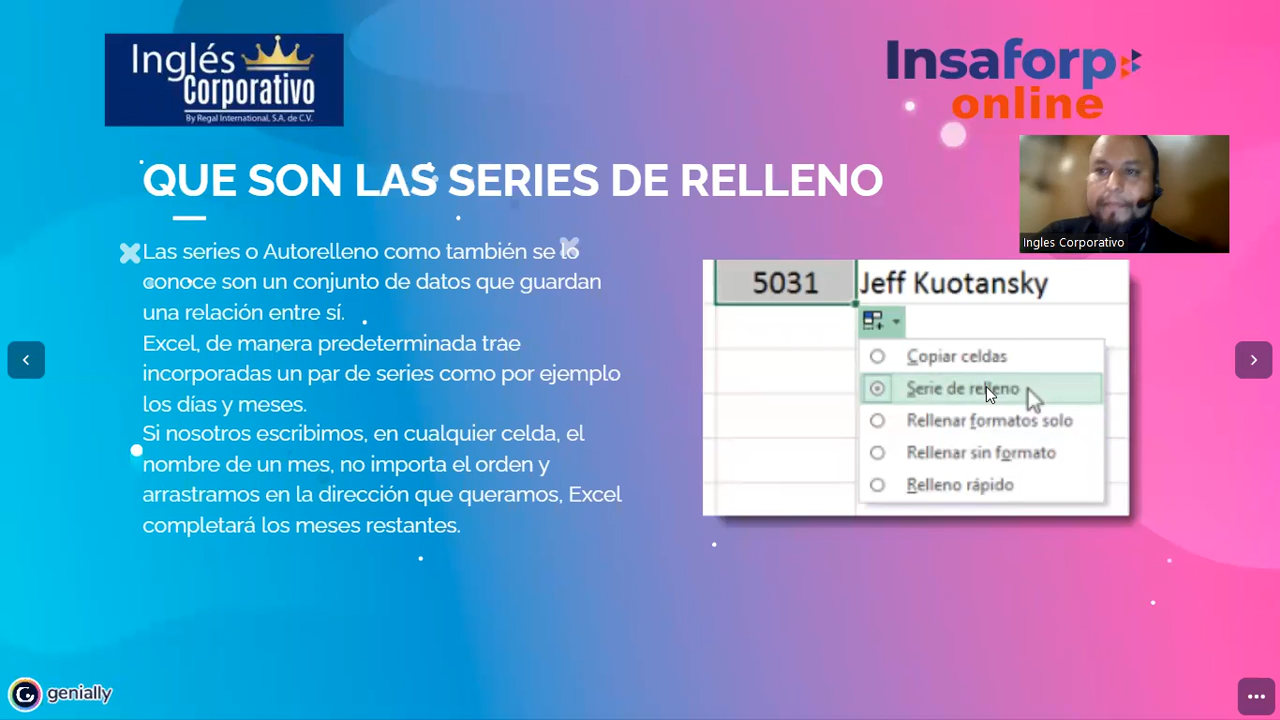 Inglés
Corporativo
By Regal International, S.A. de C.V.
Insaforp
online
QUE SON LAS SERIES DE RELLENO
Ingles Corporativo
Las series o Autorelleno como también se lo
conoce son un conjunto de datos que guardan
una relación entre sí.
Excel, de manera predeterminada trae
incorporadas un par de series como por ejemplo
los días y meses.
Si nosotros escribimos, en cualquier celda, el
nombre de un mes, no importa el orden y
arrastramos en la dirección que queramos, Excel
completará los meses restantes.
5031 Jeff Kuotansky
Copiar celdas
Serie de relleno
Rellenar formatos solo
Rellenar sin formato
Relleno rápido
genially